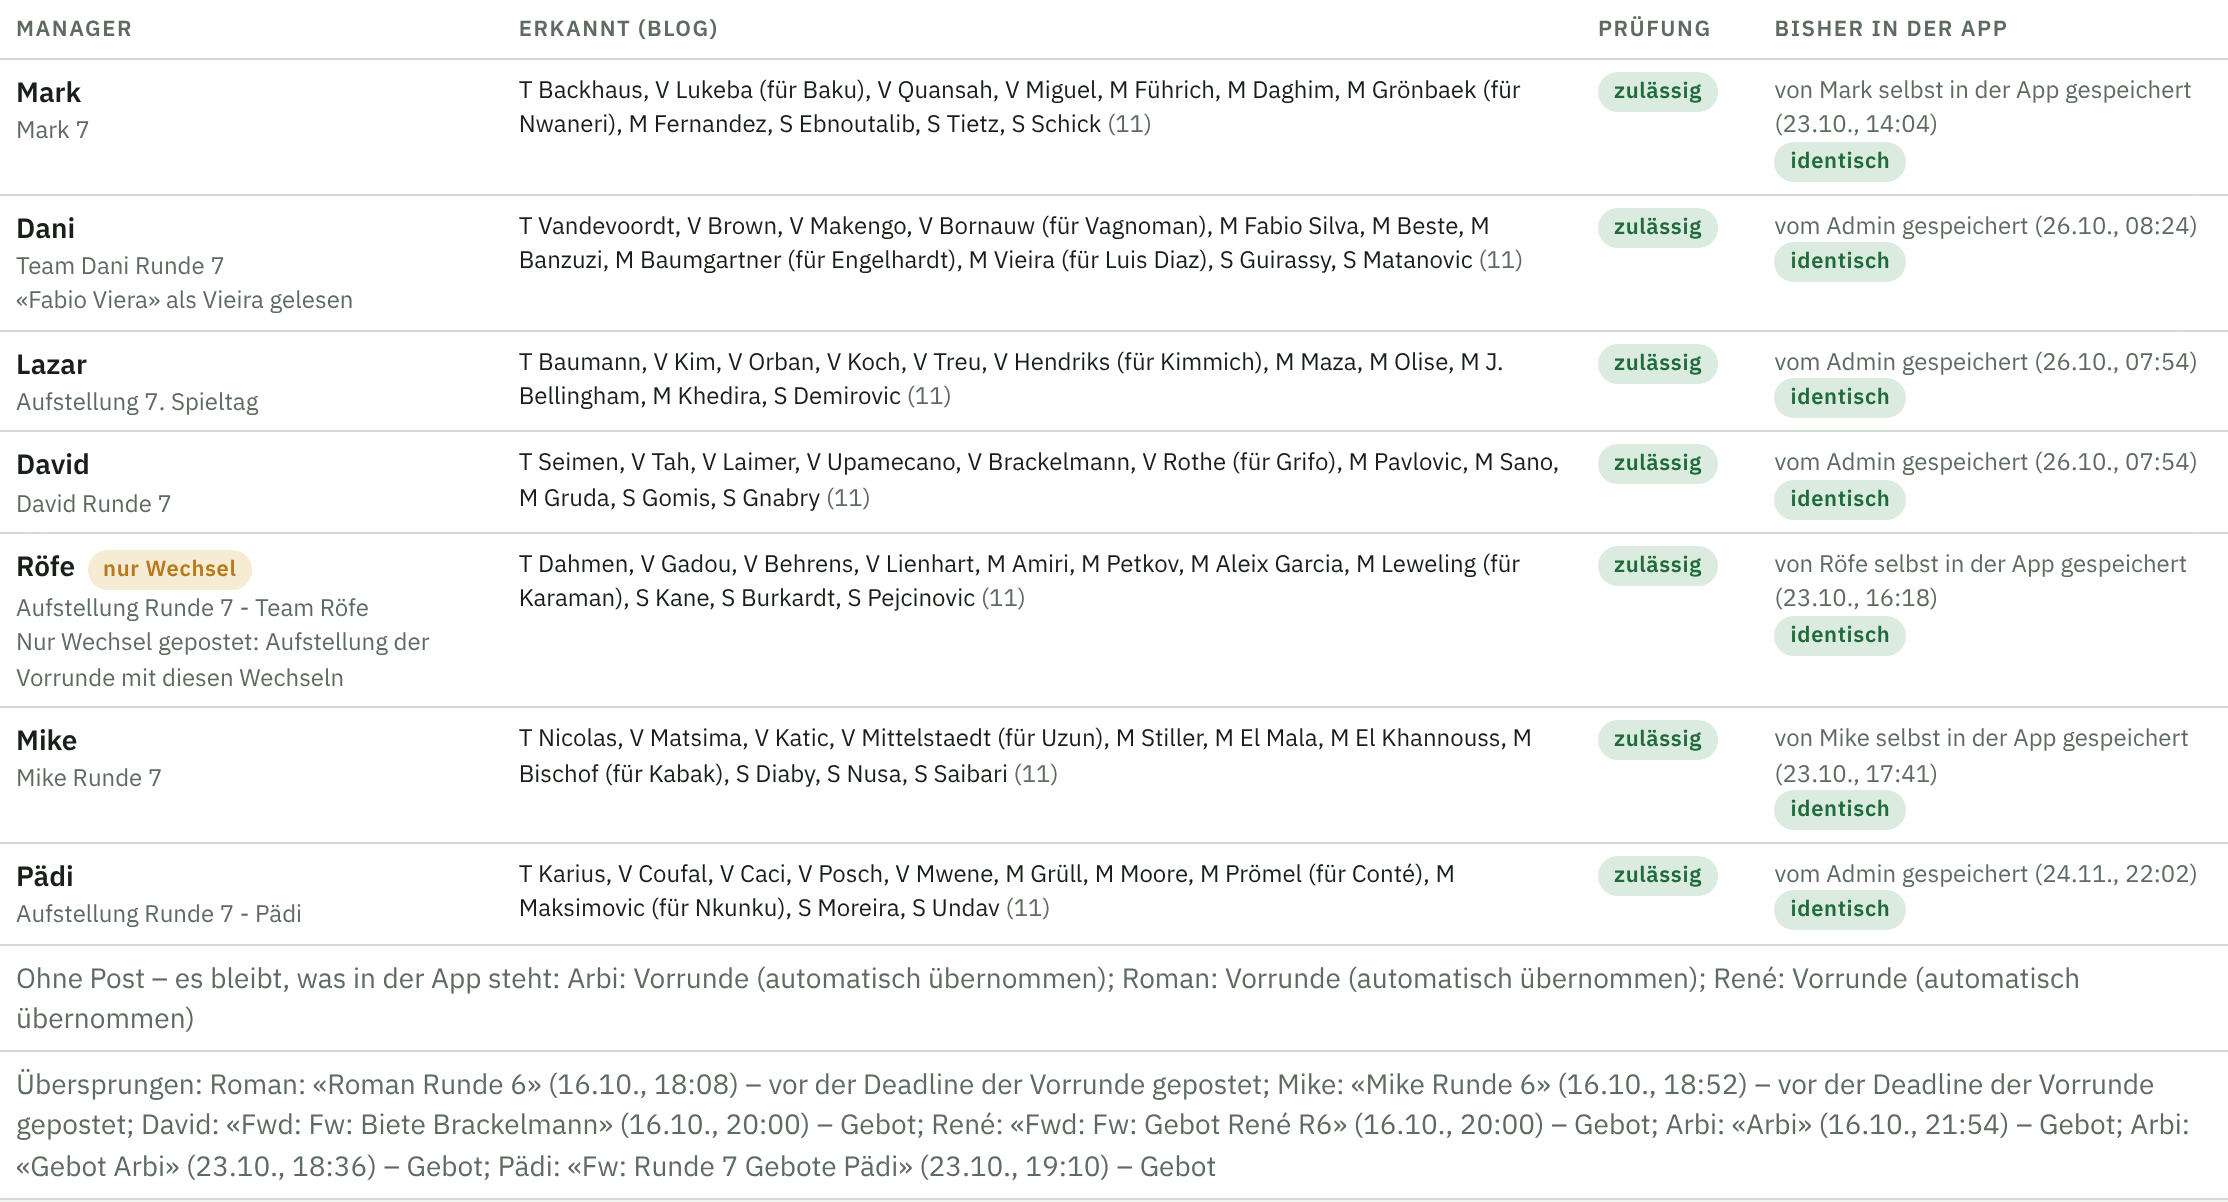 MANAGER ERKANNT (BLOG) PRÜFUNG BISHER IN DER APP
Mark
Mark 7
T Backhaus, V Lukeba (für Baku), V Quansah, V Miguel, M Führich, M Daghim, M Grönbaek (für
Nwaneri), M Fernandez, S Ebnoutalib, S Tietz, S Schick (11)
zulässig
von Mark selbst in der App gespeichert
(23.10., 14:04)
identisch
Dani
Team Dani Runde 7
«Fabio Viera» als Vieira gelesen
T Vandevoordt, V Brown, V Makengo, V Bornauw (für Vagnoman), M Fabio Silva, M Beste, M
Banzuzi, M Baumgartner (für Engelhardt), M Vieira (für Luis Diaz), S Guirassy, S Matanovic (11)
zulässig
vom Admin gespeichert (26.10., 08:24)
identisch
Lazar
Aufstellung 7. Spieltag
T Baumann, V Kim, V Orban, V Koch, V Treu, V Hendriks (für Kimmich), M Maza, M Olise, M J.
Bellingham, M Khedira, S Demirovic (11)
zulässig
vom Admin gespeichert (26.10., 07:54)
identisch
David
David Runde 7
T Seimen, V Tah, V Laimer, V Upamecano, V Brackelmann, V Rothe (für Grifo), M Pavlovic, M Sano,
M Gruda, S Gomis, S Gnabry (11)
zulässig
vom Admin gespeichert (26.10., 07:54)
identisch
Röfe nur Wechsel
Aufstellung Runde 7 - Team Röfe
Nur Wechsel gepostet: Aufstellung der
Vorrunde mit diesen Wechseln
T Dahmen, V Gadou, V Behrens, V Lienhart, M Amiri, M Petkov, M Aleix Garcia, M Leweling (für
Karaman), S Kane, S Burkardt, S Pejcinovic (11)
zulässig
von Röfe selbst in der App gespeichert
(23.10., 16:18)
identisch
Mike
Mike Runde 7
T Nicolas, V Matsima, V Katic, V Mittelstaedt (für Uzun), M Stiller, M El Mala, M El Khannouss, M
Bischof (für Kabak), S Diaby, S Nusa, S Saibari (11)
zulässig
von Mike selbst in der App gespeichert
(23.10., 17:41)
identisch
Pädi
Aufstellung Runde 7 - Pädi
T Karius, V Coufal, V Caci, V Posch, V Mwene, M Grüll, M Moore, M Prömel (für Conté), M
Maksimovic (für Nkunku), S Moreira, S Undav (11)
zulässig
vom Admin gespeichert (24.11., 22:02)
identisch
Ohne Post – es bleibt, was in der App steht: Arbi: Vorrunde (automatisch übernommen); Roman: Vorrunde (automatisch übernommen); René: Vorrunde (automatisch
übernommen)
Übersprungen: Roman: «Roman Runde 6» (16.10., 18:08) – vor der Deadline der Vorrunde gepostet; Mike: «Mike Runde 6» (16.10., 18:52) – vor der Deadline der Vorrunde
gepostet; David: «Fwd: Fw: Biete Brackelmann» (16.10., 20:00) – Gebot; René: «Fwd: Fw: Gebot René R6» (16.10., 20:00) – Gebot; Arbi: «Arbi» (16.10., 21:54) – Gebot; Arbi:
«Gebot Arbi» (23.10., 18:36) – Gebot; Pädi: «Fw: Runde 7 Gebote Pädi» (23.10., 19:10) – Gebot